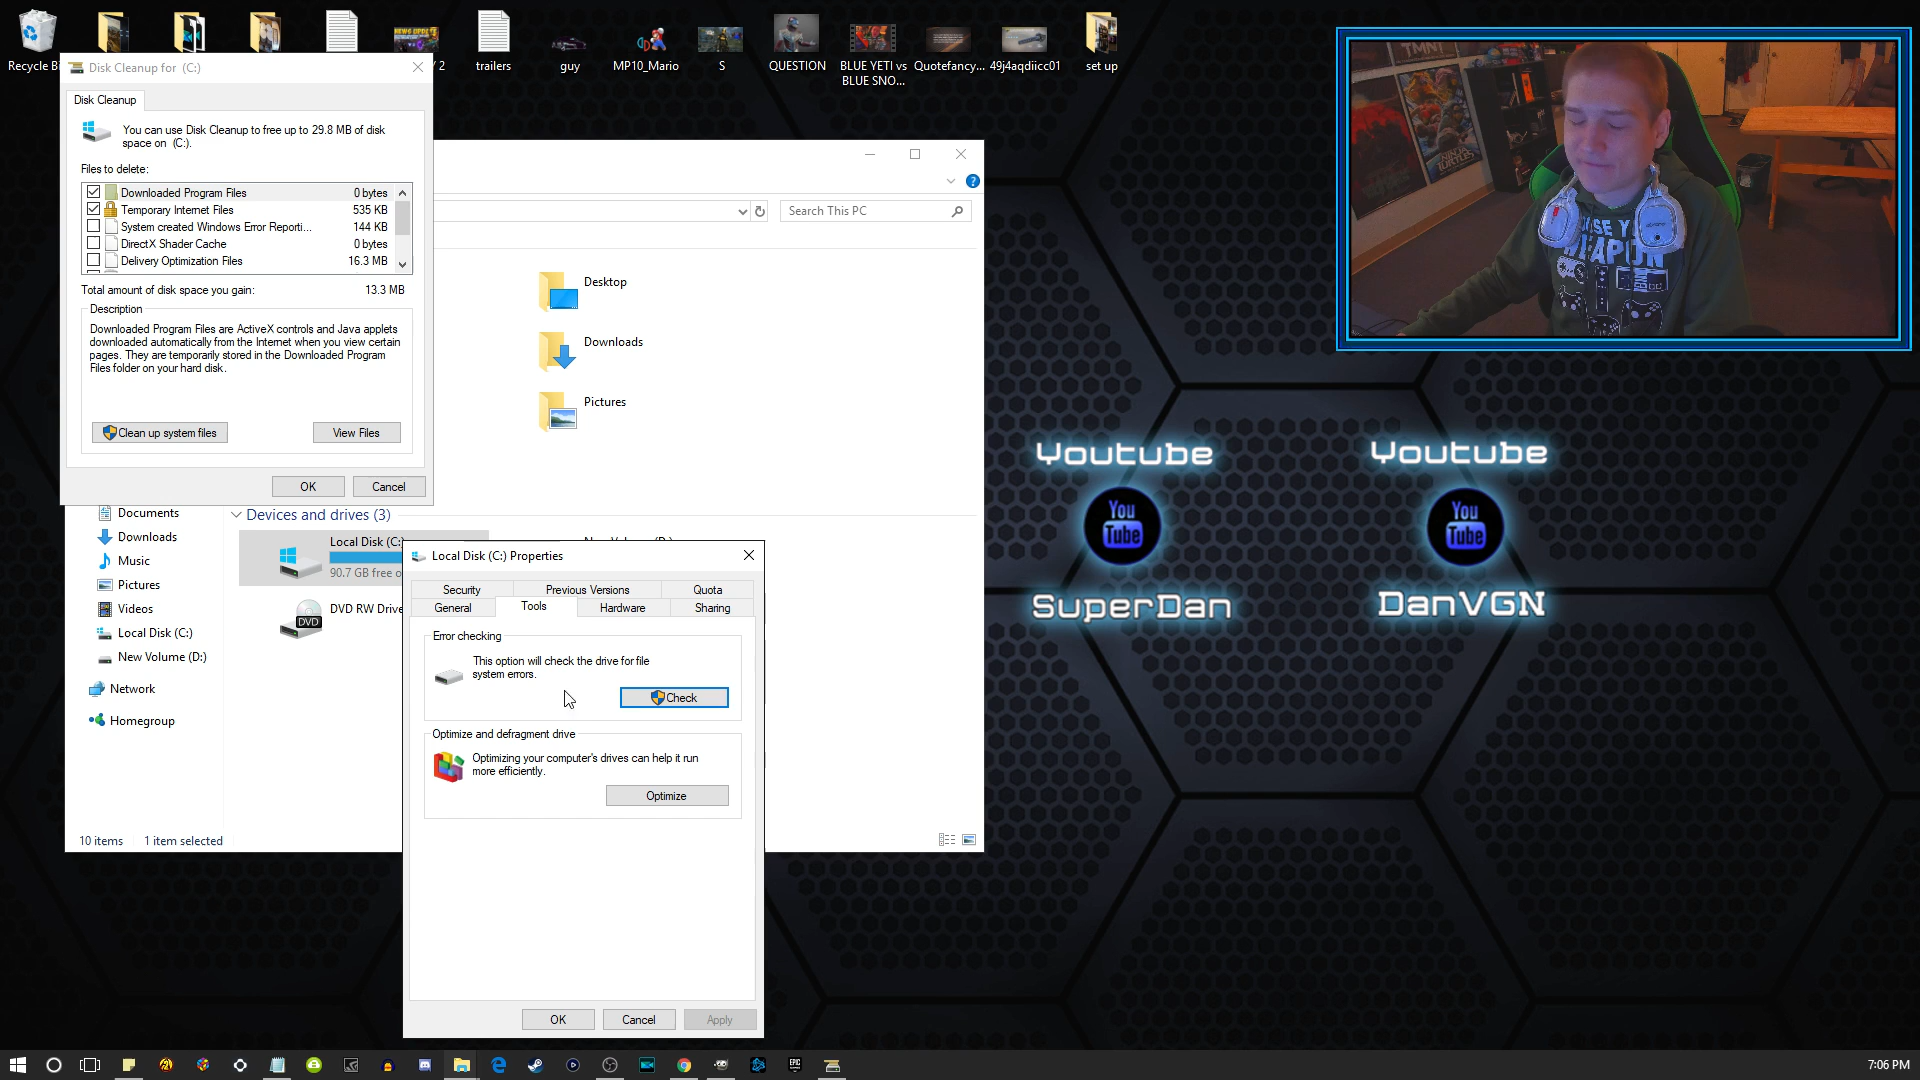 Recycle Bi
2
trailers
guy
MP10_Mario
S
QUESTION
BLUE YETI vs
BLUE SNO...
Quotefancy...
49j4aqdiicc01
set up
Disk Cleanup for (C:)
Disk Cleanup
You can use Disk Cleanup to free up to 29.8 MB of disk
space on (C:).
Files to delete:
Downloaded Program Files 0 bytes
Temporary Internet Files 535 KB
System created Windows Error Reporti... 144 KB
DirectX Shader Cache 0 bytes
Delivery Optimization Files 16.3 MB
Total amount of disk space you gain: 13.3 MB
Description
Downloaded Program Files are ActiveX controls and Java applets
downloaded automatically from the Internet when you view certain
pages. They are temporarily stored in the Downloaded Program
Files folder on your hard disk.
Clean up system files
View Files
OK
Cancel
Search This PC
Desktop
Downloads
Pictures
Documents
Downloads
Music
Pictures
Videos
Local Disk (C:)
New Volume (D:)
Network
Homegroup
Devices and drives (3)
Local Disk (C:
90.7 GB free o
DVD RW Drive
DVD
10 items 1 item selected
Local Disk (C:) Properties
Security
Previous Versions
Quota
General
Tools
Hardware
Sharing
Error checking
This option will check the drive for file
system errors.
Check
Optimize and defragment drive
Optimizing your computer's drives can help it run
more efficiently.
Optimize
OK
Cancel
Apply
Youtube
You
Tube
SuperDan
Youtube
You
Tube
DanVGN
TMNT
WEAPON
7:06 PM